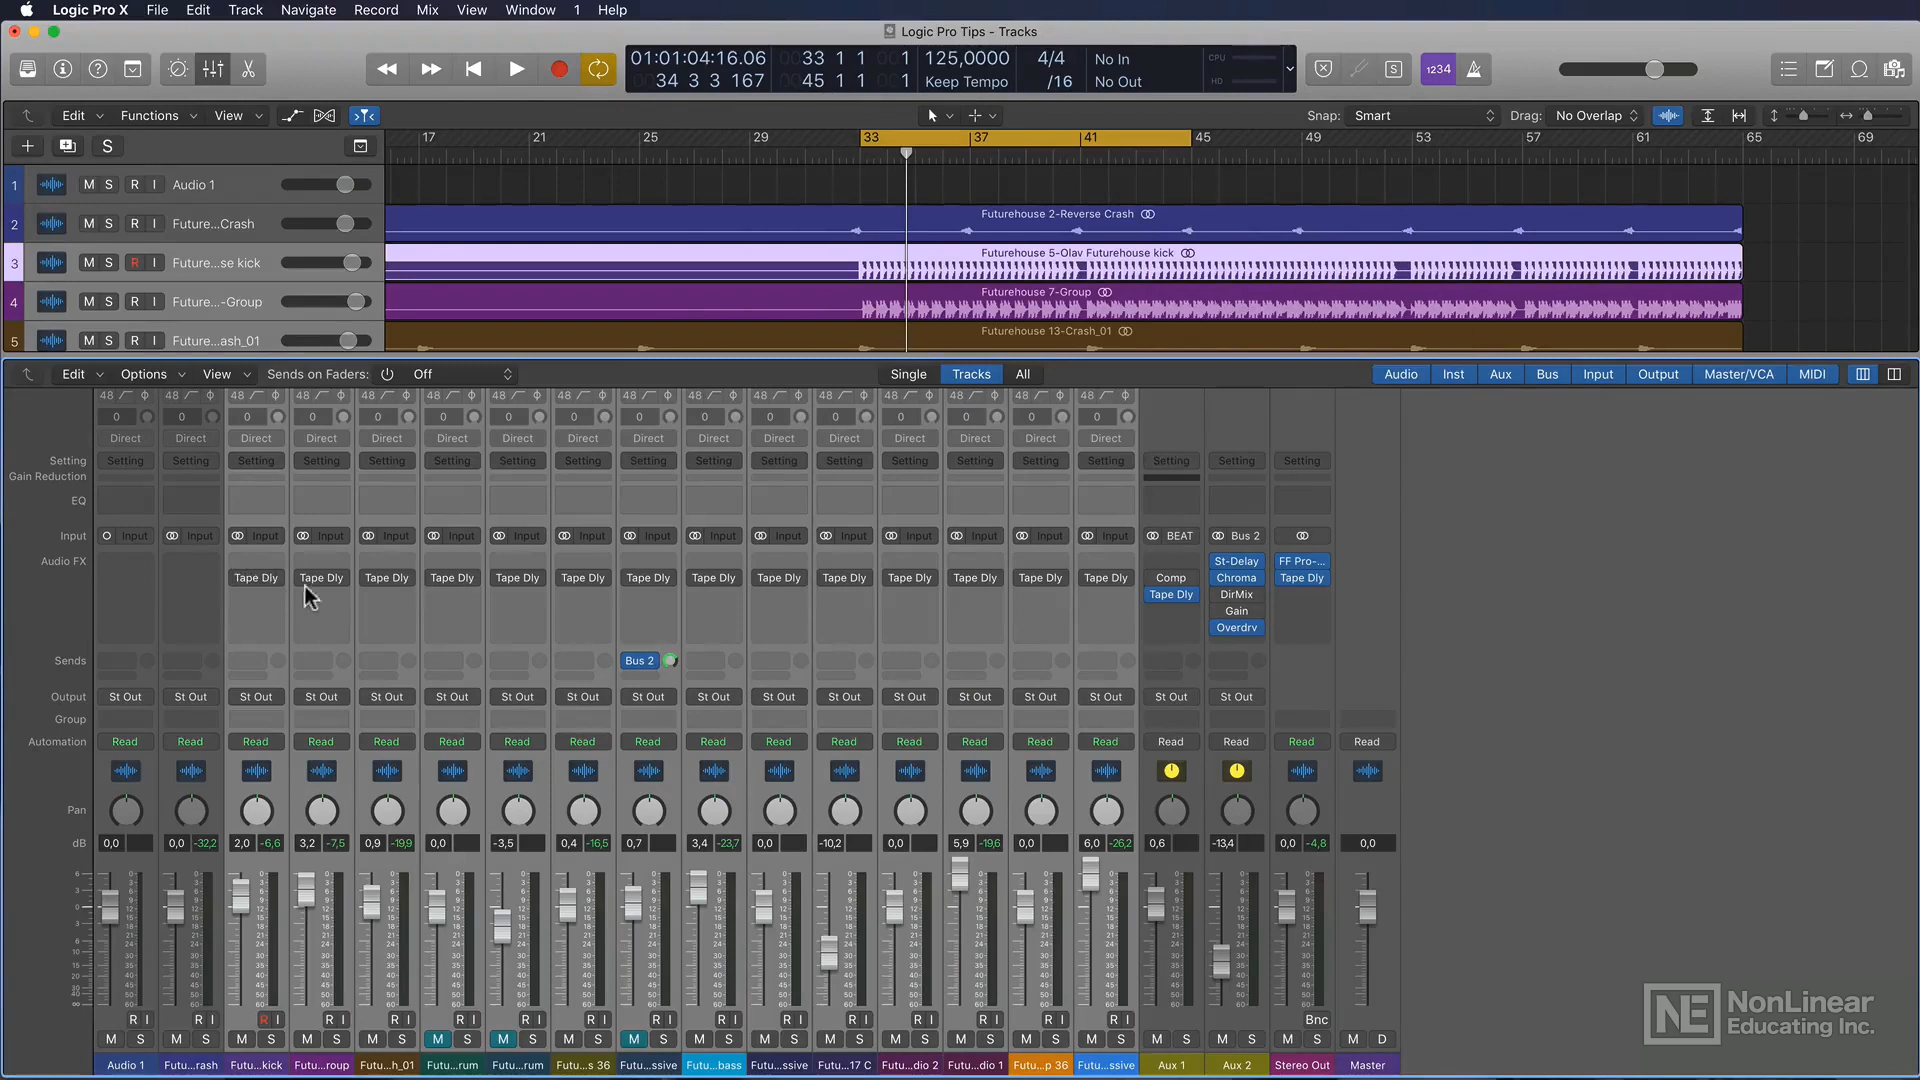 Logic Pro X File Edit Track Navigate Record Mix View Window 1 Help
Logic Pro Tips - Tracks
01:01:04:16.06 33 1 1 1 125,0000 4/4 No In CPU
34 3 3 167 45 1 1 1 Keep Tempo /16 No Out HD
S 1234
Edit Functions View Snap: Smart Drag: No Overlap
S 17 21 25 29 33 37 41 45 49 53 57 61 65 69
1 M S R I Audio 1
2 M S R I Future...Crash Futurehouse 2-Reverse Crash
3 M S R I Future...se kick Futurehouse 5-Olav Futurehouse kick
4 M S R I Future...-Group Futurehouse 7-Group
5 M S R I Future...ash_01 Futurehouse 13-Crash_01
Edit Options View Sends on Faders: Off Single Tracks All Audio Inst Aux Bus Input Output Master/VCA MIDI
48 48 48 48 48 48 48 48 48 48 48 48 48 48 48 48
0 0 0 0 0 0 0 0 0 0 0 0 0 0 0 0
Direct Direct Direct Direct Direct Direct Direct Direct Direct Direct Direct Direct Direct Direct Direct Direct
Setting Setting Setting Setting Setting Setting Setting Setting Setting Setting Setting Setting Setting Setting Setting Setting Setting Setting Setting Setting
Gain Reduction
EQ
Input Input Input Input Input Input Input Input Input Input Input Input Input Input Input Input Input BEAT Bus 2
Audio FX St-Delay FF Pro-...
Tape Dly Tape Dly Tape Dly Tape Dly Tape Dly Tape Dly Tape Dly Tape Dly Tape Dly Tape Dly Tape Dly Tape Dly Tape Dly Tape Dly Comp Chroma Tape Dly
Tape Dly DirMix
Gain
Overdrv
Sends Bus 2
Output St Out St Out St Out St Out St Out St Out St Out St Out St Out St Out St Out St Out St Out St Out St Out St Out St Out St Out
Group
Automation Read Read Read Read Read Read Read Read Read Read Read Read Read Read Read Read Read Read Read Read
Pan
dB 0,0 0,0 -32,2 2,0 -6,6 3,2 -7,5 0,9 -19,9 0,0 -3,5 0,4 -16,5 0,7 3,4 -23,7 0,0 -10,2 0,0 5,9 -19,6 0,0 6,0 -26,2 0,6 -13,4 0,0 -4,8 0,0
R I R I R I R I R I R I R I R I R I R I R I R I R I R I R I R I Bnc
M S M S M S M S M S M S M S M S M S M S M S M S M S M S M S M S M S M S M S M D
Audio 1 Futu...rash Futu...kick Futu...roup Futu...h_01 Futu...rum Futu...rum Futu...s 36 Futu...ssive Futu...bass Futu...ssive Futu...17 C Futu...dio 2 Futu...dio 1 Futu...p 36 Futu...ssive Aux 1 Aux 2 Stereo Out Master
NE NonLinear
Educating Inc.